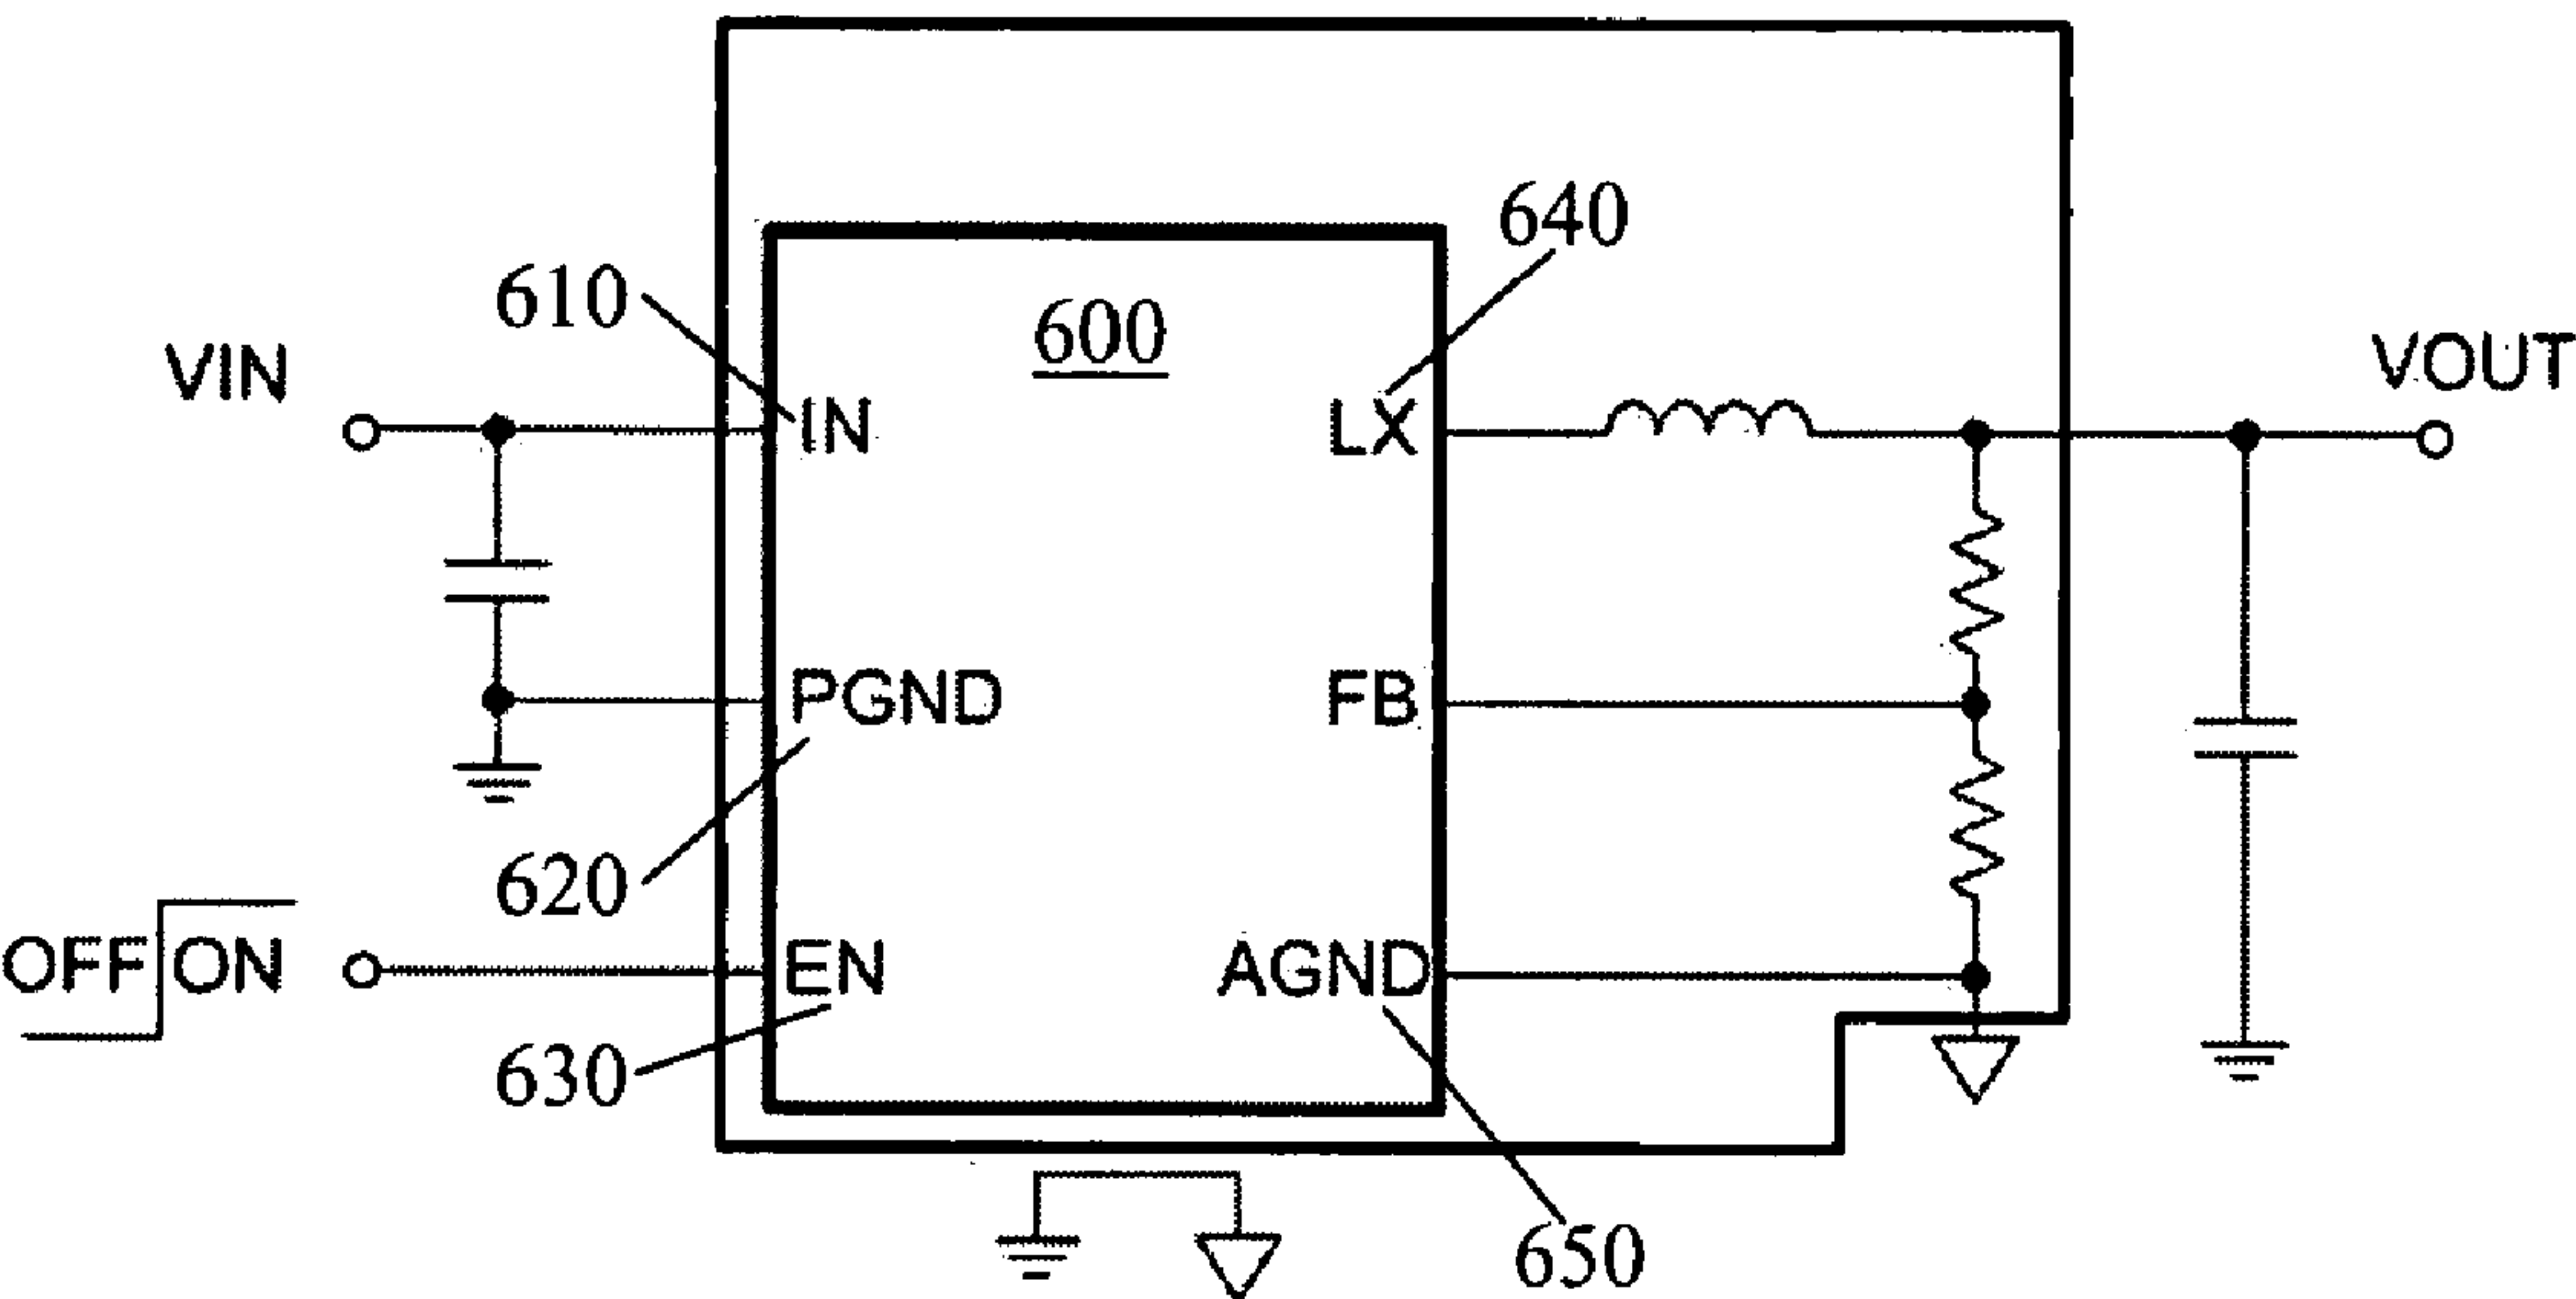 640
610
600
VIN
VOUT
IN
LX
PGND
FB
620
OFF ON
EN
AGND
630
650